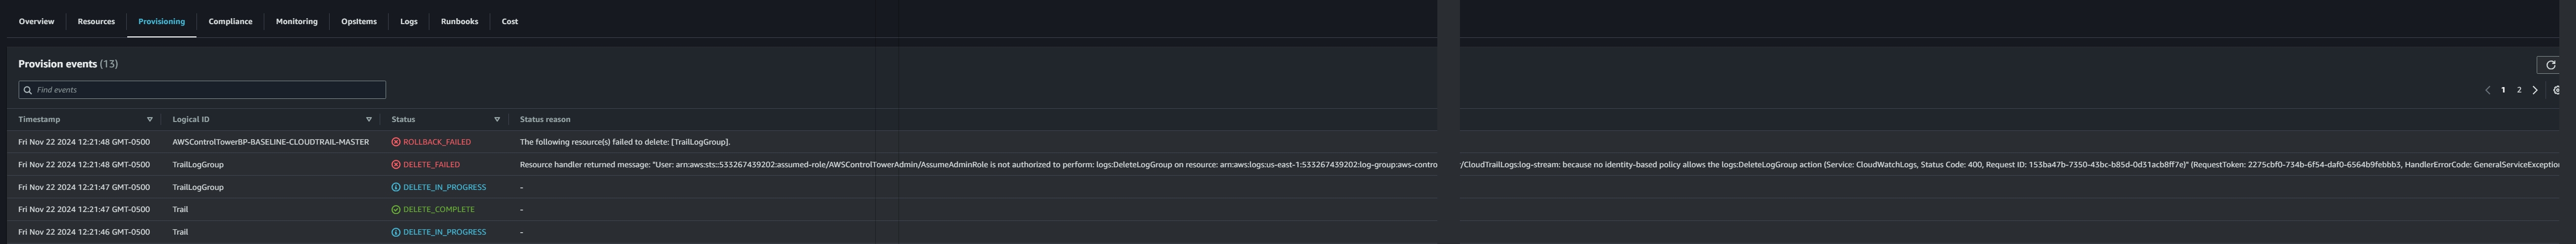 Overview Resources Provisioning Compliance Monitoring OpsItems Logs Runbooks Cost
Provision events (13)
Find events
1 2
Timestamp Logical ID Status Status reason
Fri Nov 22 2024 12:21:48 GMT-0500 AWSControlTowerBP-BASELINE-CLOUDTRAIL-MASTER ROLLBACK_FAILED The following resource(s) failed to delete: [TrailLogGroup].
Fri Nov 22 2024 12:21:48 GMT-0500 TrailLogGroup DELETE_FAILED Resource handler returned message: "User: arn:aws:sts::533267439202:assumed-role/AWSControlTowerAdmin/AssumeAdminRole is not authorized to perform: logs:DeleteLogGroup on resource: arn:aws:logs:us-east-1:533267439202:log-group:aws-contro /CloudTrailLogs:log-stream: because no identity-based policy allows the logs:DeleteLogGroup action (Service: CloudWatchLogs, Status Code: 400, Request ID: 153ba47b-7350-43bc-b85d-0d31acb8ff7e)" (RequestToken: 2275cbf0-734b-6f54-daf0-6564b9febbb3, HandlerErrorCode: GeneralServiceException
Fri Nov 22 2024 12:21:47 GMT-0500 TrailLogGroup DELETE_IN_PROGRESS -
Fri Nov 22 2024 12:21:47 GMT-0500 Trail DELETE_COMPLETE -
Fri Nov 22 2024 12:21:46 GMT-0500 Trail DELETE_IN_PROGRESS -